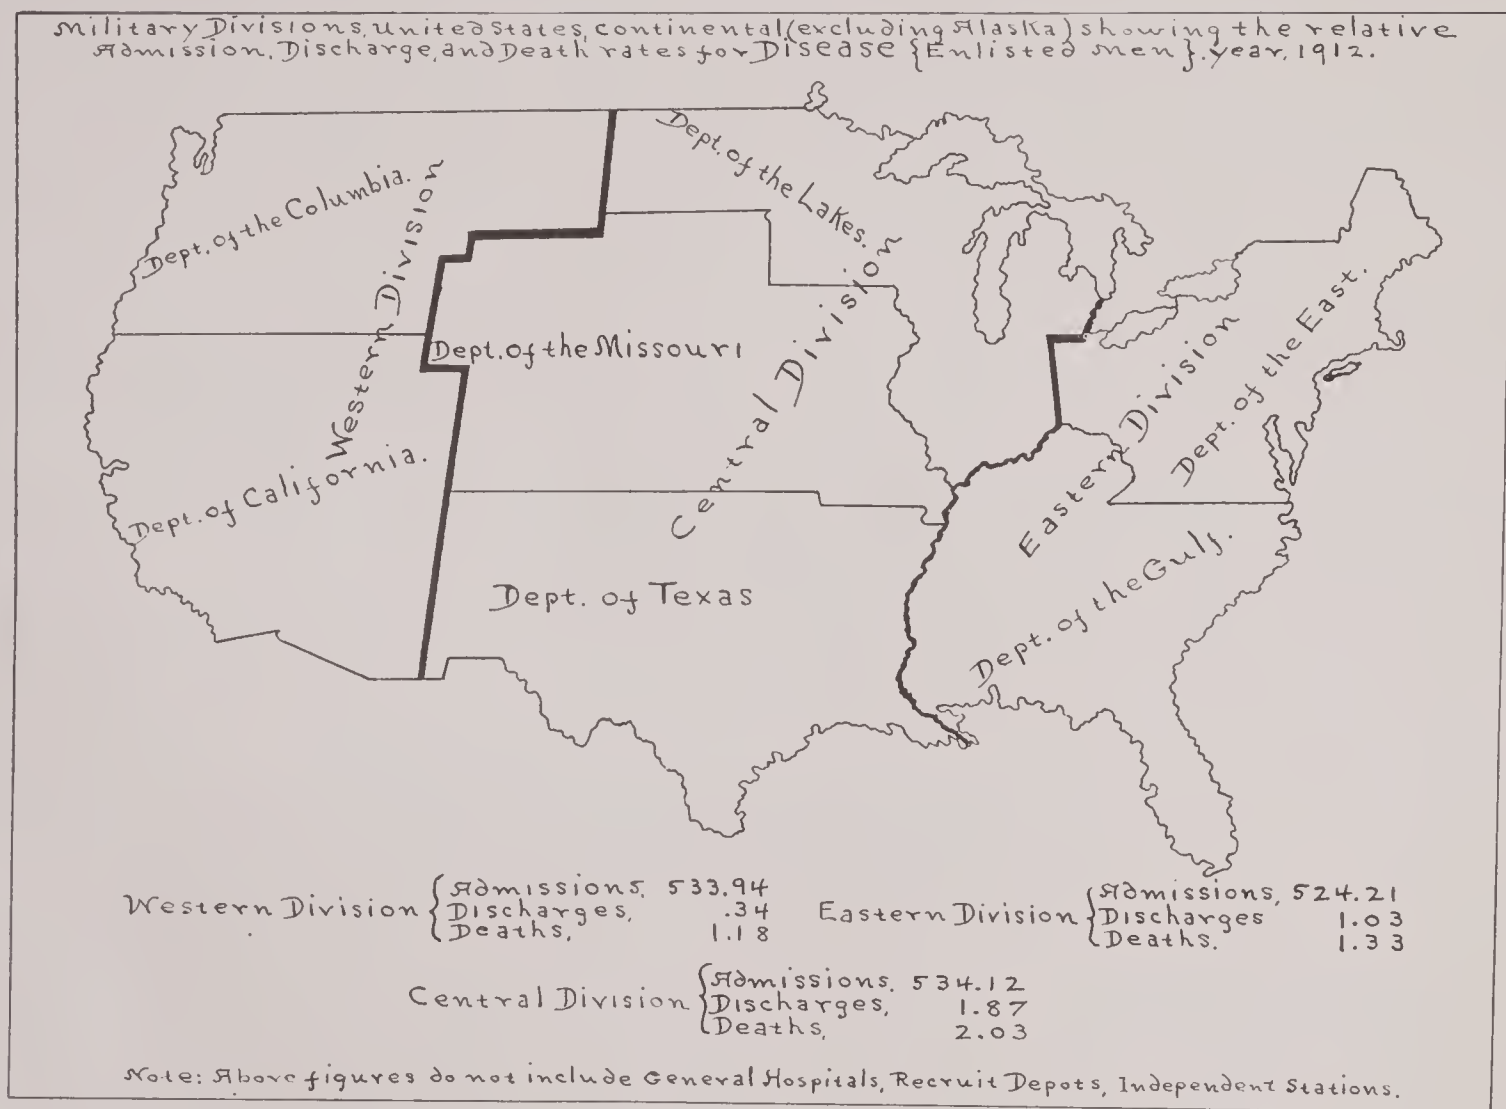 Military Divisions, United States, continental (excluding Alaska) showing the relative
Admission, Discharge, and Death rates for Disease {Enlisted men}. year, 1912.
Dept. of the Columbia.
Western Division
Dept. of the Lakes.
Dept. of the Missouri
Central Division
Eastern Division
Dept. of the East.
Dept. of California.
Dept. of Texas
Dept. of the Gulf.
Western Division { Admissions, 533.94
Discharges, .34
Deaths, 1.18
Eastern Division { Admissions, 524.21
Discharges 1.03
Deaths. 1.33
Central Division { Admissions, 534.12
Discharges, 1.87
Deaths, 2.03
Note: Above figures do not include General Hospitals, Recruit Depots, Independent Stations.